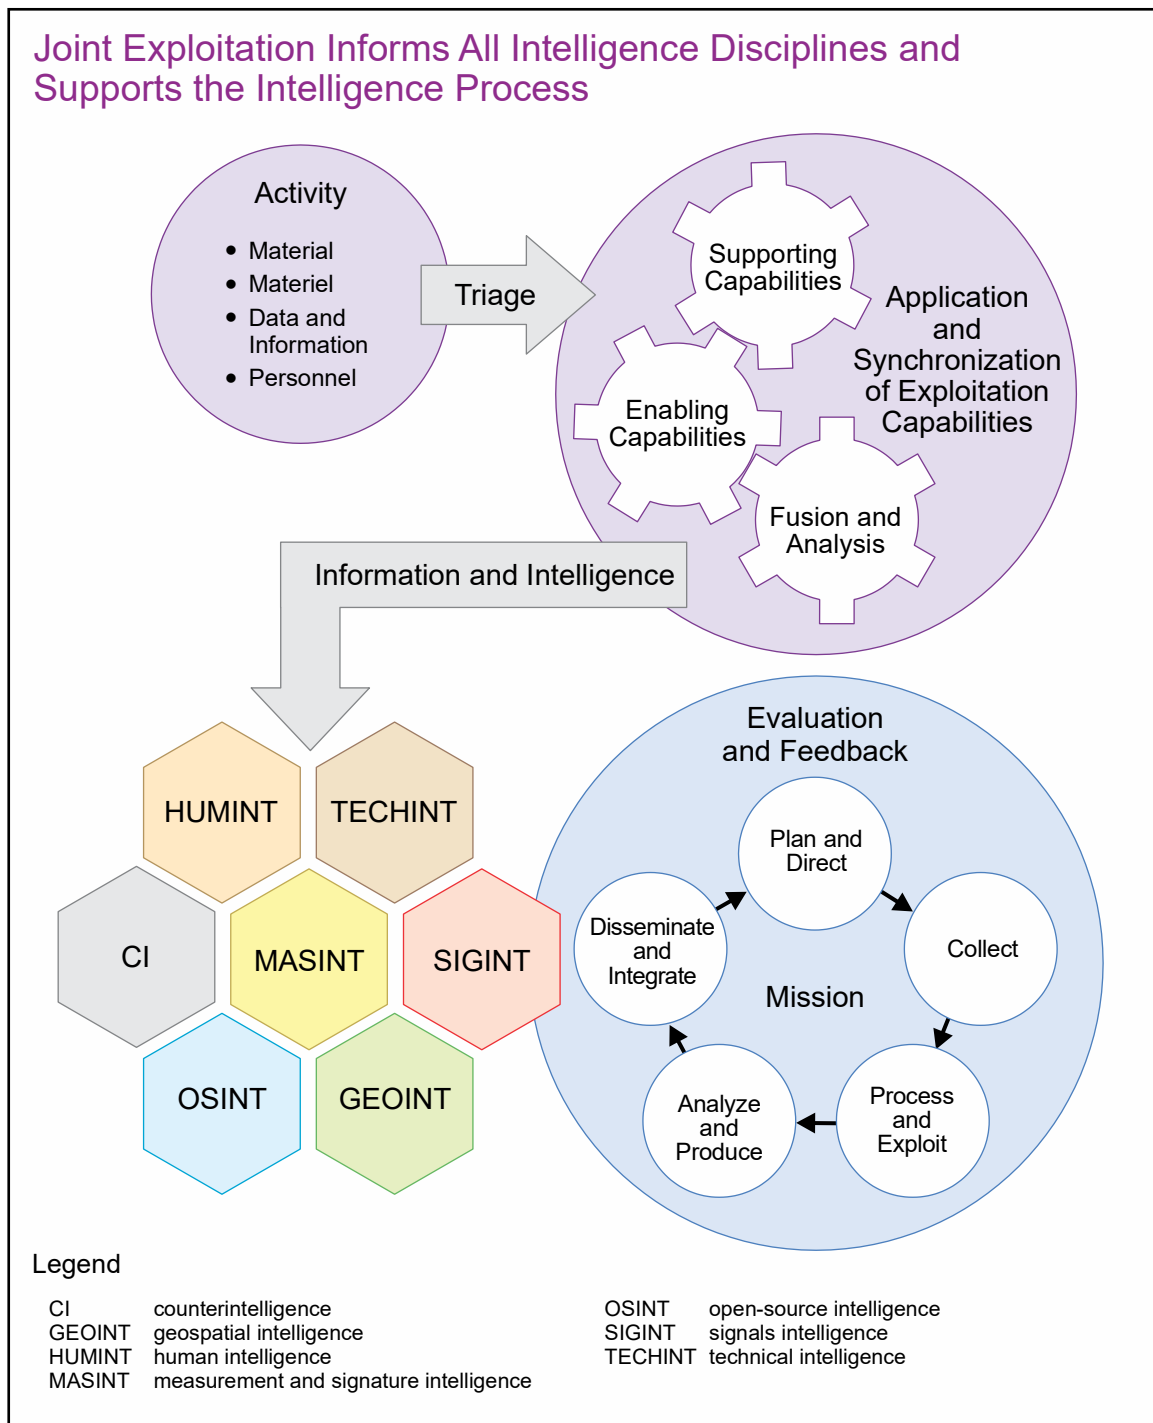 Joint Exploitation Informs All Intelligence Disciplines and
Supports the Intelligence Process
Activity
• Material
• Materiel
• Data and
Information
• Personnel
Triage
Supporting
Capabilities
Enabling
Capabilities
Fusion and
Analysis
Application
and
Synchronization
of Exploitation
Capabilities
Information and Intelligence
HUMINT
TECHINT
CI
MASINT
SIGINT
OSINT
GEOINT
Evaluation
and Feedback
Plan and
Direct
Collect
Process
and
Exploit
Analyze
and
Produce
Disseminate
and
Integrate
Mission
Legend
CI counterintelligence
GEOINT geospatial intelligence
HUMINT human intelligence
MASINT measurement and signature intelligence
OSINT open-source intelligence
SIGINT signals intelligence
TECHINT technical intelligence